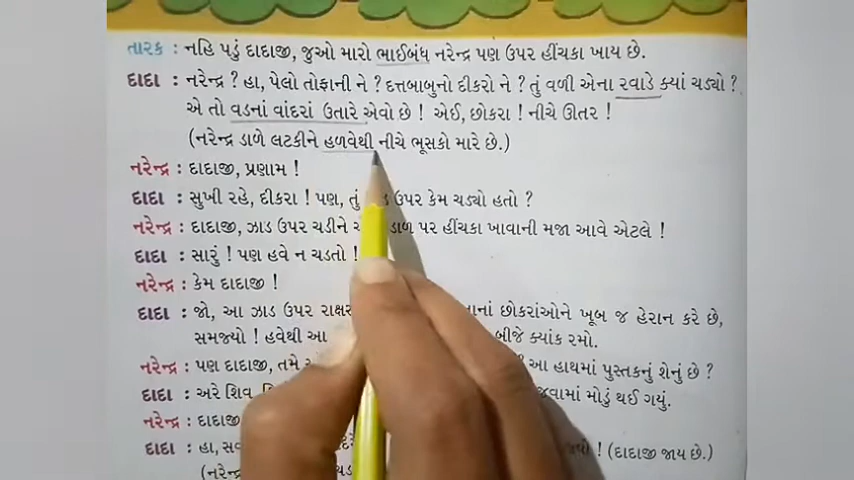 તારક : નહિ પડું દાદાજી, જુઓ મારો ભાઈબંધ નરેન્દ્ર પણ ઉપર હીંચકા ખાય છે.
દાદા : નરેન્દ્ર ? હા, પેલો તોફાની ને ? દત્તબાબુનો દીકરો ને ? તું વળી એના રવાડે ક્યાં ચડ્યો ?
એ તો વડનાં વાંદરાં ઉતારે એવો છે ! એઈ, છોકરા ! નીચે ઊતર !
(નરેન્દ્ર ડાળે લટકીને હળવેથી નીચે ભૂસકો મારે છે.)
નરેન્દ્ર : દાદાજી, પ્રણામ !
દાદા : સુખી રહે, દીકરા ! પણ, તું ઉપર કેમ ચડ્યો હતો ?
નરેન્દ્ર : દાદાજી, ઝાડ ઉપર ચડીને ડાળ પર હીંચકા ખાવાની મજા આવે એટલે !
દાદા : સારું ! પણ હવે ન ચડતો !
નરેન્દ્ર : કેમ દાદાજી !
દાદા : જો, આ ઝાડ ઉપર છોકરાંઓને ખૂબ જ હેરાન કરે છે,
સમજ્યો ! હવેથી આ બીજે ક્યાંક રમો.
નરેન્દ્ર : પણ દાદાજી, તમે આ હાથમાં પુસ્તકનું શેનું છે ?
દાદા : અરે શિવ મોડું થઈ ગયું.
નરેન્દ્ર : દાદાજી
દાદા : હા, ! (દાદાજી જાય છે.)
(નરેન્દ્ર